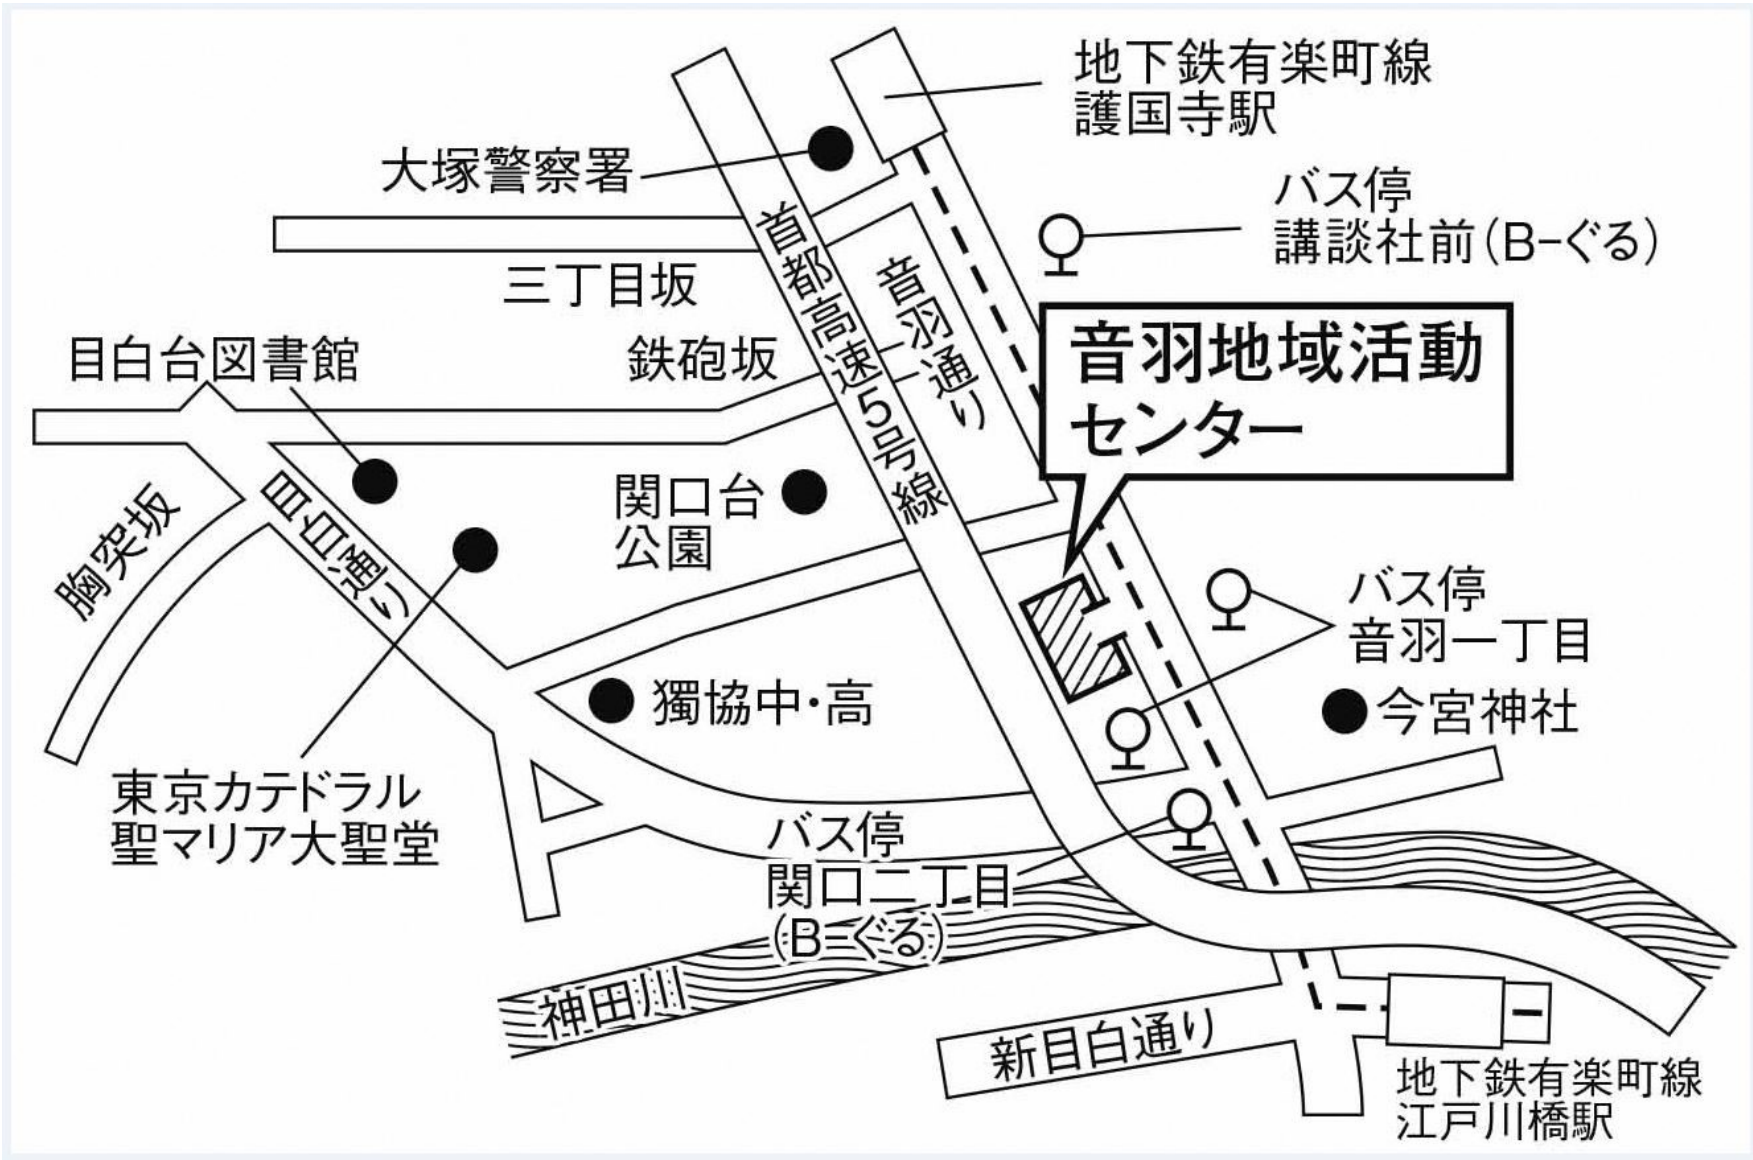 地下鉄有楽町線
護国寺駅
大塚警察署
バス停
講談社前(B-ぐる)
三丁目坂
首都高速5号線
音羽通り
目白台図書館
鉄砲坂
音羽地域活動
センター
関口台
公園
胸突坂
目白通り
バス停
音羽一丁目
獨協中・高
今宮神社
東京カテドラル
聖マリア大聖堂
バス停
関口二丁目
(B-ぐる)
神田川
新目白通り
地下鉄有楽町線
江戸川橋駅